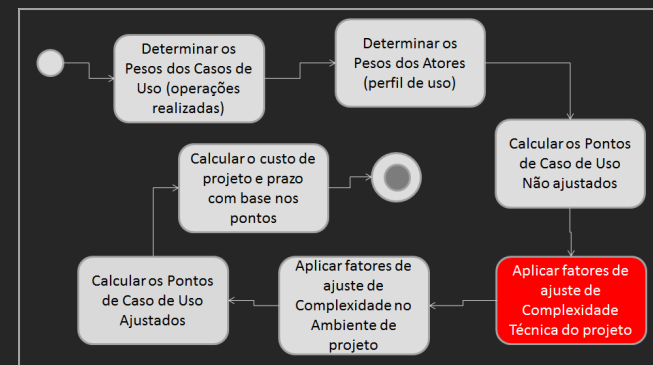 Determinar os
Pesos dos Casos de
Uso (operações
realizadas)
Determinar os
Pesos dos Atores
(perfil de uso)
Calcular os Pontos
de Caso de Uso
Não ajustados
Aplicar fatores de
ajuste de
Complexidade
Técnica do projeto
Aplicar fatores de
ajuste de
Complexidade no
Ambiente de
projeto
Calcular os Pontos
de Caso de Uso
Ajustados
Calcular o custo de
projeto e prazo
com base nos
pontos